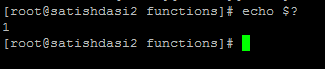 [root@satishdasi2 functions]# echo $?
1
[root@satishdasi2 functions]#